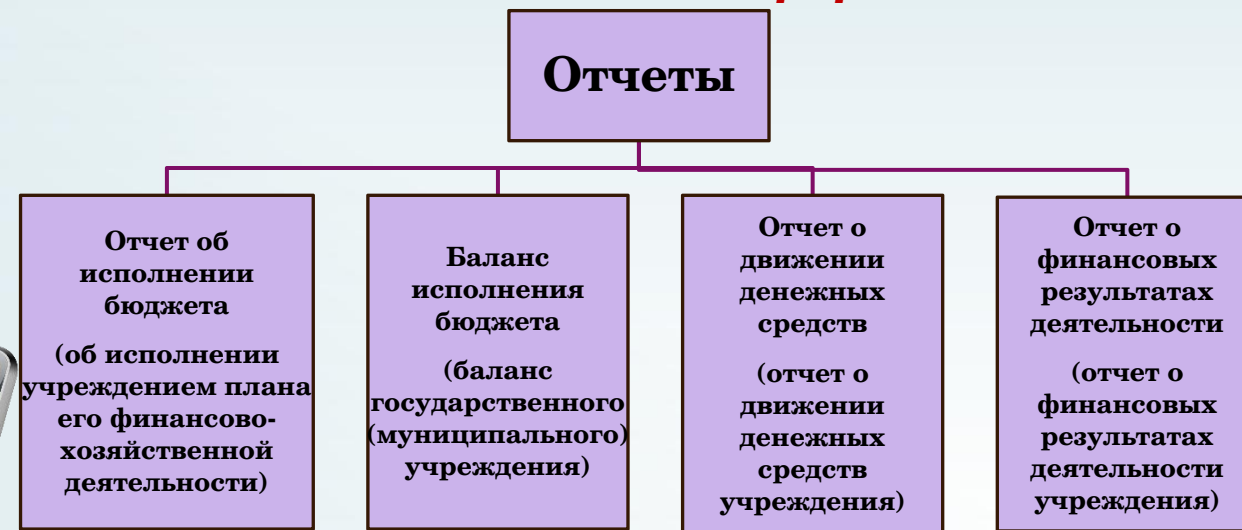 Отчеты
Отчет об
исполнении
бюджета
(об исполнении
учреждением плана
его финансово-
хозяйственной
деятельности)
Баланс
исполнения
бюджета
(баланс
государственного
(муниципального)
учреждения)
Отчет о
движении
денежных
средств
(отчет о
движении
денежных
средств
учреждения)
Отчет о
финансовых
результатах
деятельности
(отчет о
финансовых
результатах
деятельности
учреждения)